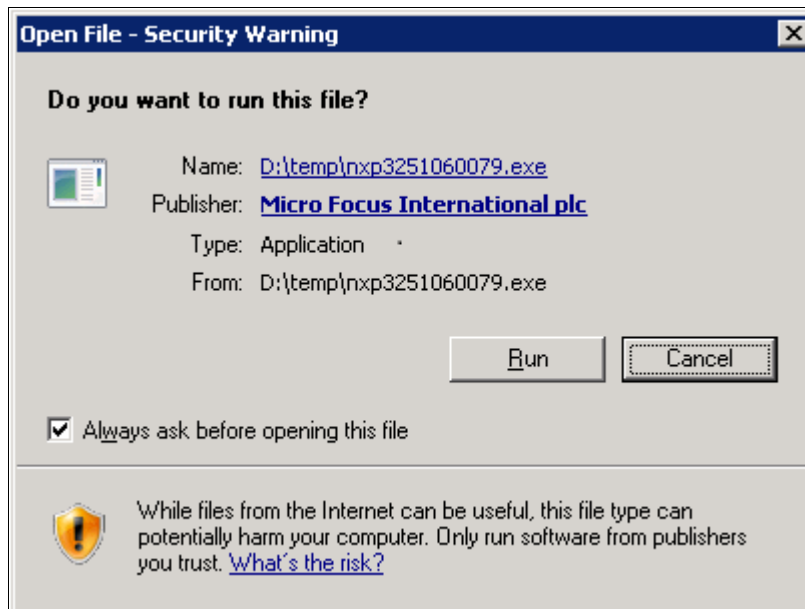 Open File - Security Warning
Do you want to run this file?
Name: D:\temp\nxp3251060079.exe
Publisher: Micro Focus International plc
Type: Application
From: D:\temp\nxp3251060079.exe
Run Cancel
Always ask before opening this file
While files from the Internet can be useful, this file type can
potentially harm your computer. Only run software from publishers
you trust. What's the risk?